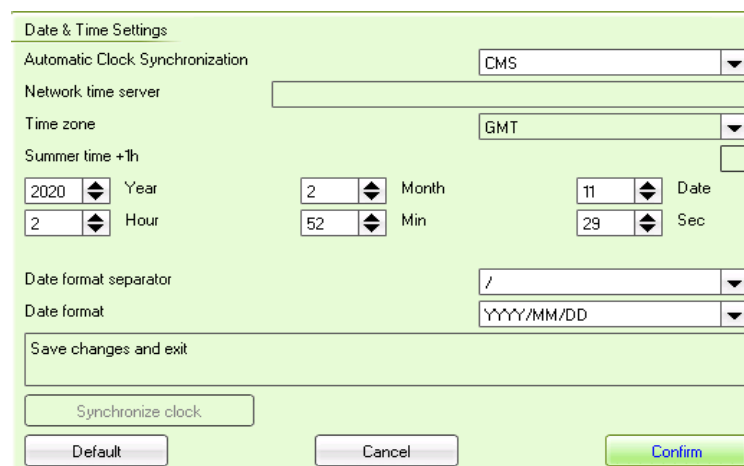 Date & Time Settings
Automatic Clock Synchronization CMS
Network time server
Time zone GMT
Summer time +1h
2020 Year 2 Month 11 Date
2 Hour 52 Min 29 Sec
Date format separator /
Date format YYYY/MM/DD
Save changes and exit
Synchronize clock
Default Cancel Confirm